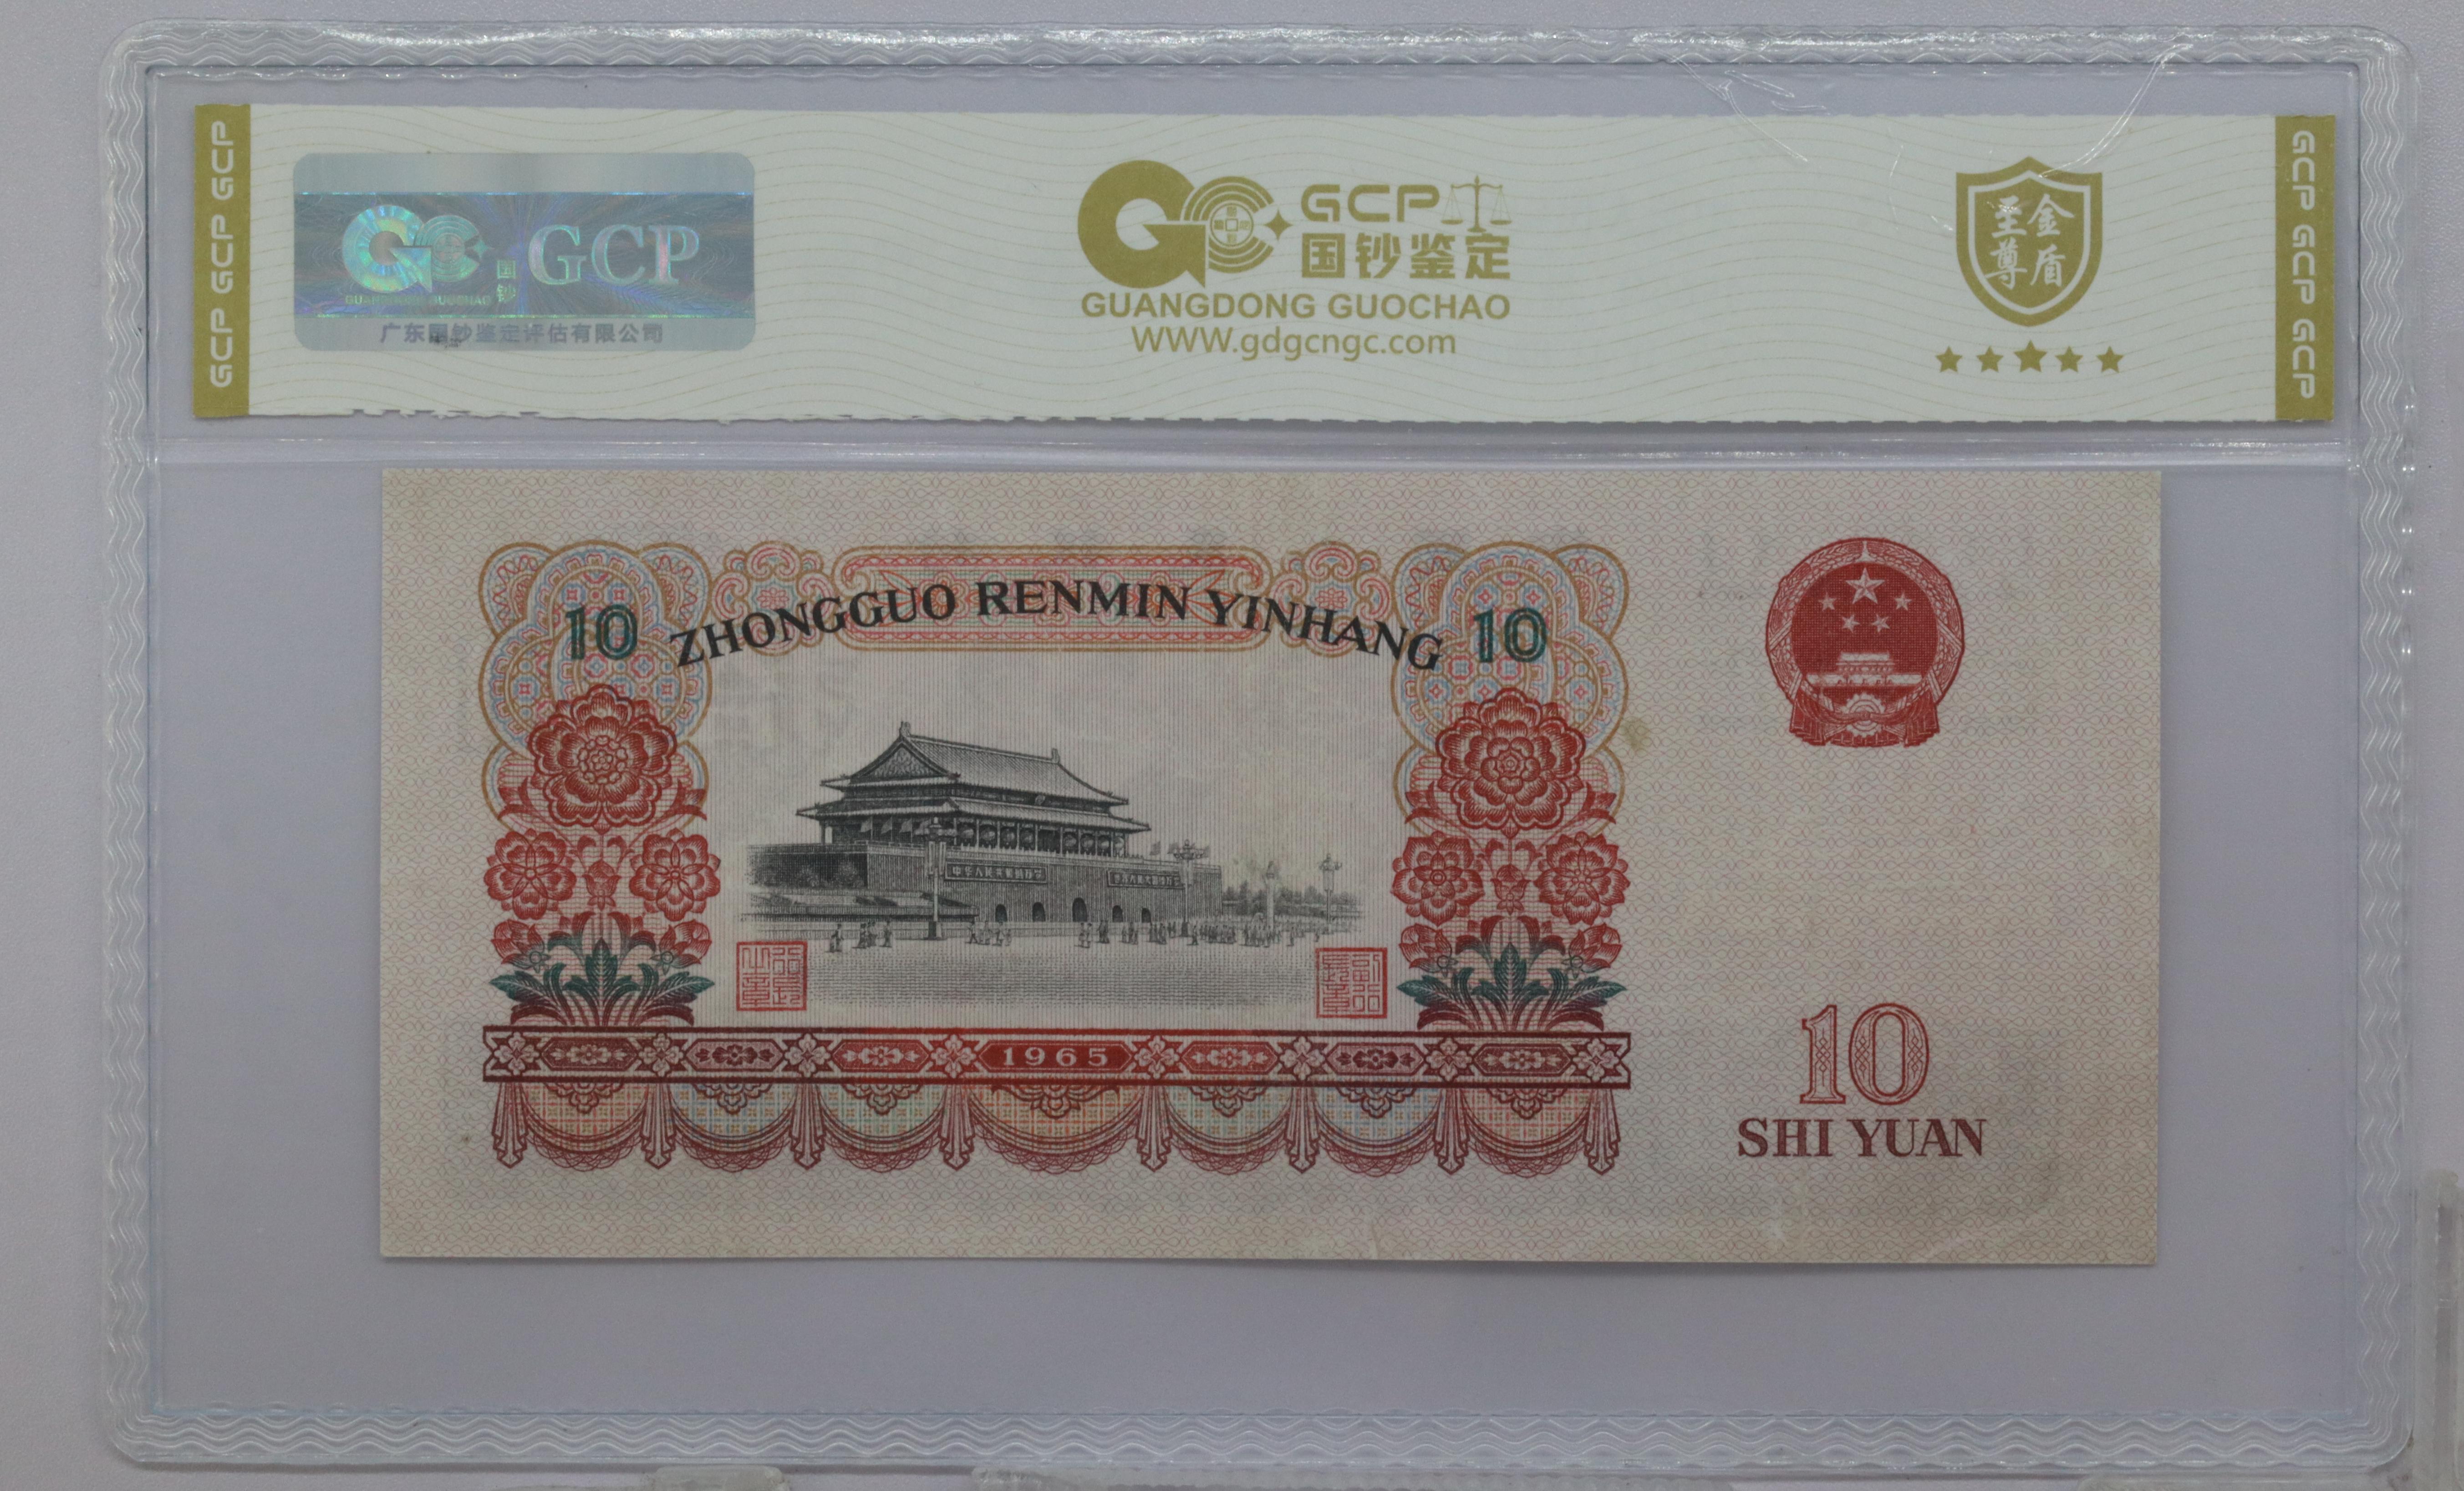 GCP GCP GCP
GCP
国钞
GUANGDONG GUOCHAO
广东国钞鉴定评估有限公司
GCP
国钞鉴定
GUANGDONG GUOCHAO
WWW.gdgcngc.com
至尊金盾
GCP GCP GCP
10 ZHONGGUO RENMIN YINHANG 10
1965
10
SHI YUAN